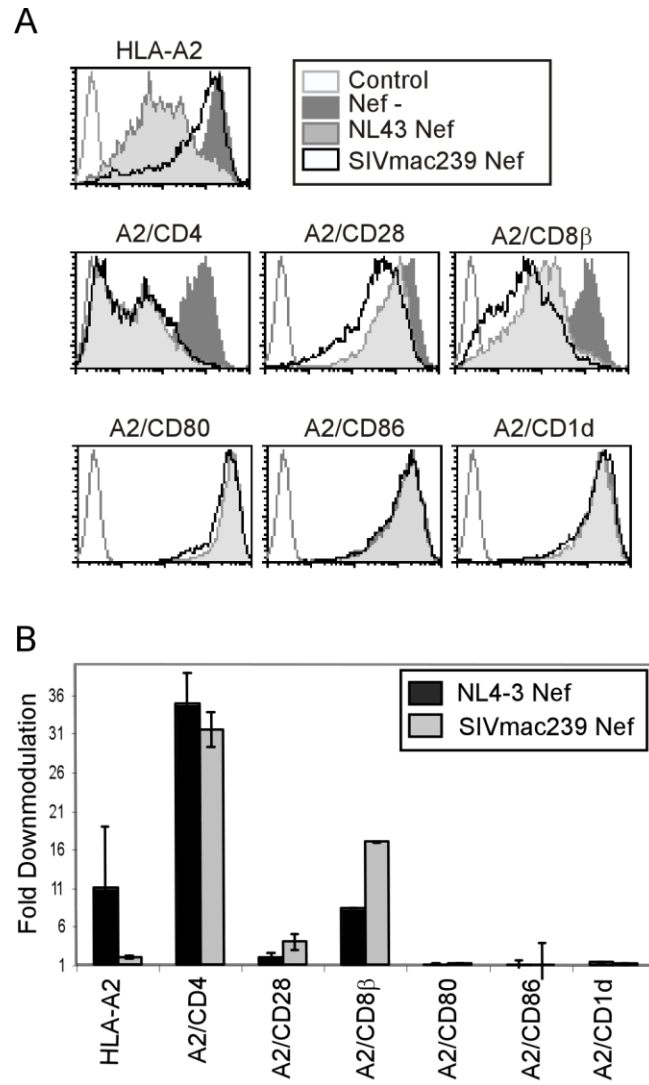 A
HLA-A2
Control
Nef -
NL43 Nef
SIVmac239 Nef
A2/CD4
A2/CD28
A2/CD8β
A2/CD80
A2/CD86
A2/CD1d
B
NL4-3 Nef
SIVmac239 Nef
Fold Downmodulation
36
31
26
21
16
11
6
1
HLA-A2
A2/CD4
A2/CD28
A2/CD8β
A2/CD80
A2/CD86
A2/CD1d